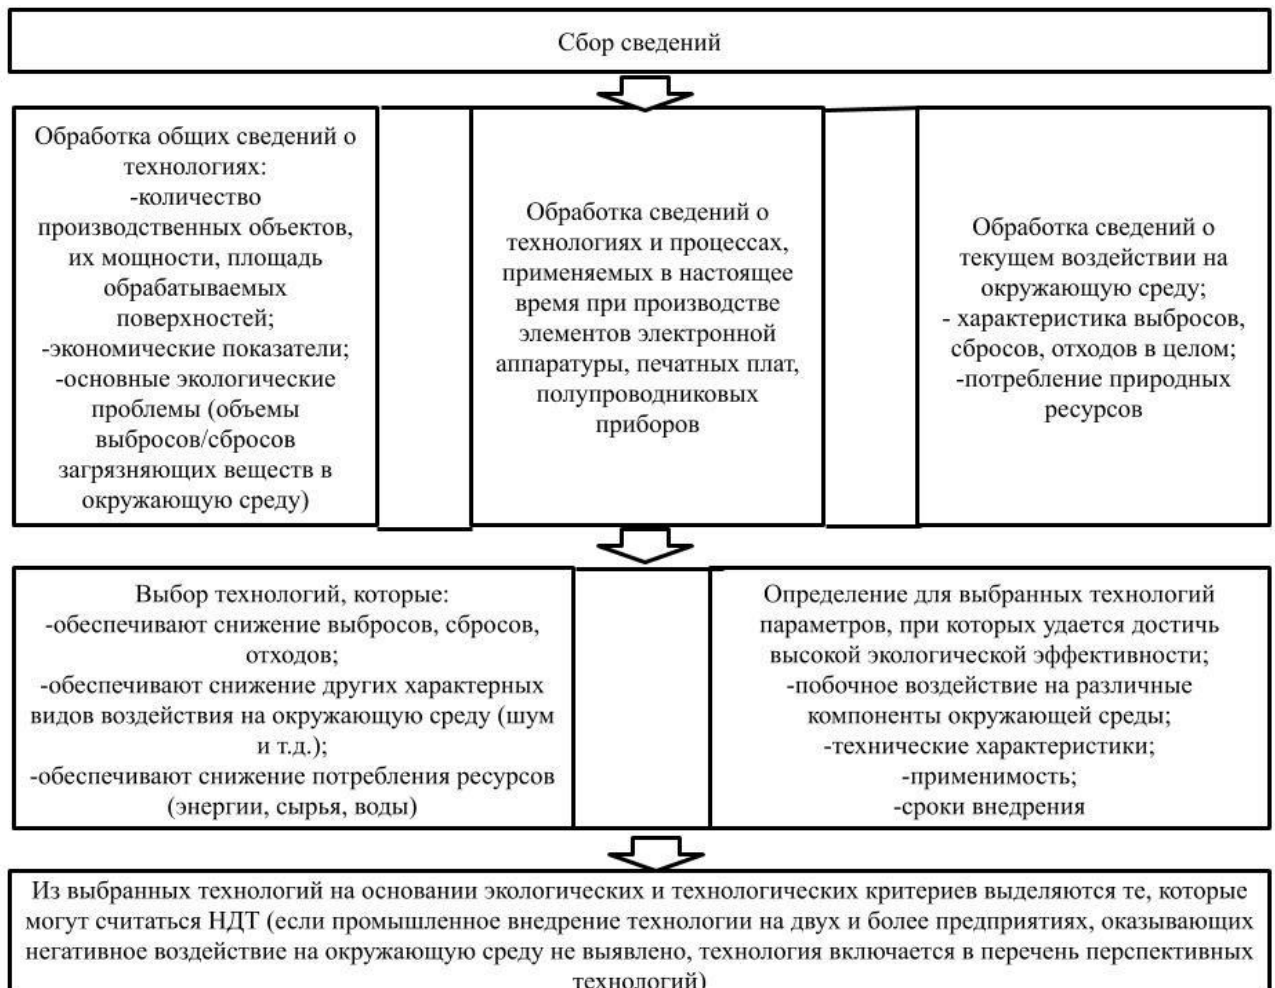 Сбор сведений
Обработка общих сведений о
технологиях:
-количество
производственных объектов,
их мощности, площадь
обрабатываемых
поверхностей;
-экономические показатели;
-основные экологические
проблемы (объемы
выбросов/сбросов
загрязняющих веществ в
окружающую среду)
Обработка сведений о
технологиях и процессах,
применяемых в настоящее
время при производстве
элементов электронной
аппаратуры, печатных плат,
полупроводниковых
приборов
Обработка сведений о
текущем воздействии на
окружающую среду;
- характеристика выбросов,
сбросов, отходов в целом;
-потребление природных
ресурсов
Выбор технологий, которые:
-обеспечивают снижение выбросов, сбросов,
отходов;
-обеспечивают снижение других характерных
видов воздействия на окружающую среду (шум
и т.д.);
-обеспечивают снижение потребления ресурсов
(энергии, сырья, воды)
Определение для выбранных технологий
параметров, при которых удается достичь
высокой экологической эффективности;
-побочное воздействие на различные
компоненты окружающей среды;
-технические характеристики;
-применимость;
-сроки внедрения
Из выбранных технологий на основании экологических и технологических критериев выделяются те, которые
могут считаться НДТ (если промышленное внедрение технологии на двух и более предприятиях, оказывающих
негативное воздействие на окружающую среду не выявлено, технология включается в перечень перспективных
технологий)